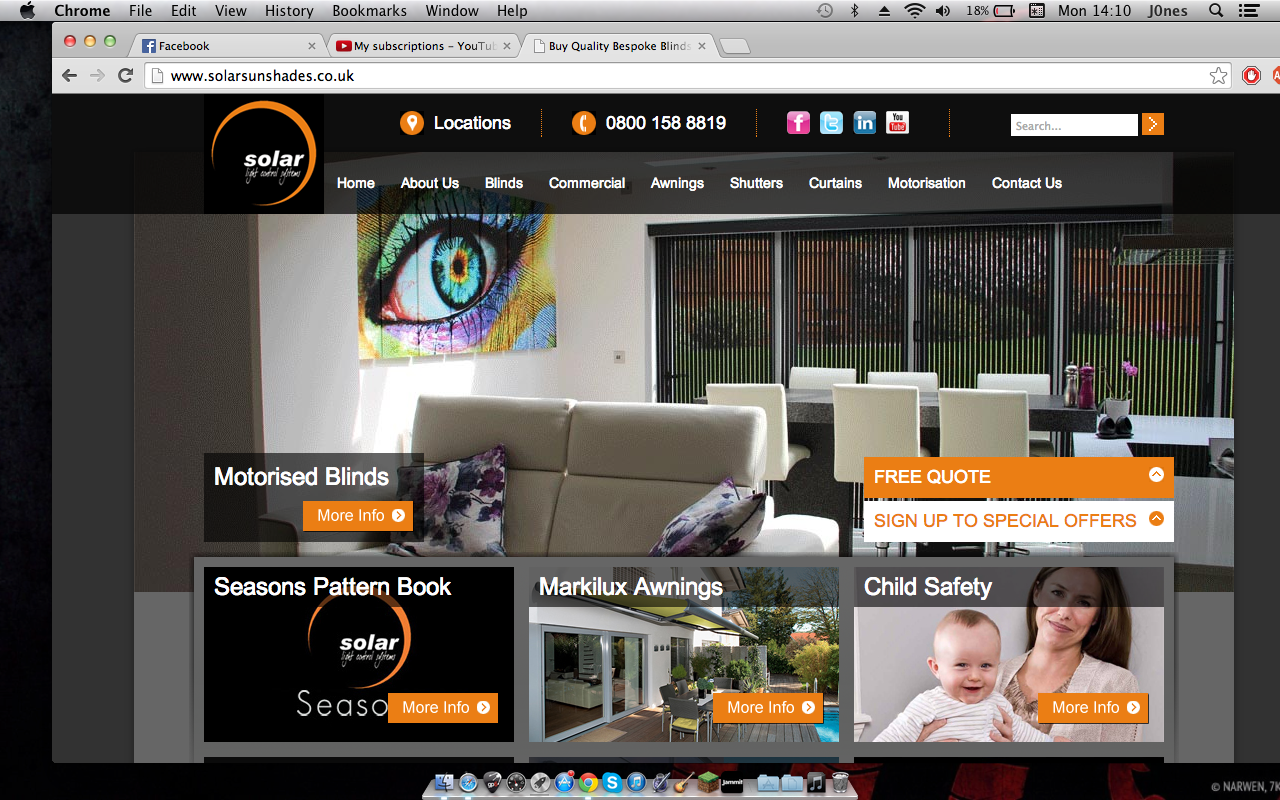 Chrome File Edit View History Bookmarks Window Help 18% Mon 14:10 J0nes
Facebook My subscriptions - YouTub Buy Quality Bespoke Blinds
www.solarsunshades.co.uk
solar
light control systems
Locations 0800 158 8819 You Tube Search...
Home About Us Blinds Commercial Awnings Shutters Curtains Motorisation Contact Us
Motorised Blinds
More Info
FREE QUOTE
SIGN UP TO SPECIAL OFFERS
Seasons Pattern Book
solar
light control systems
Seaso
More Info
Markilux Awnings
More Info
Child Safety
More Info
Jammit
© NARWEN, 7K